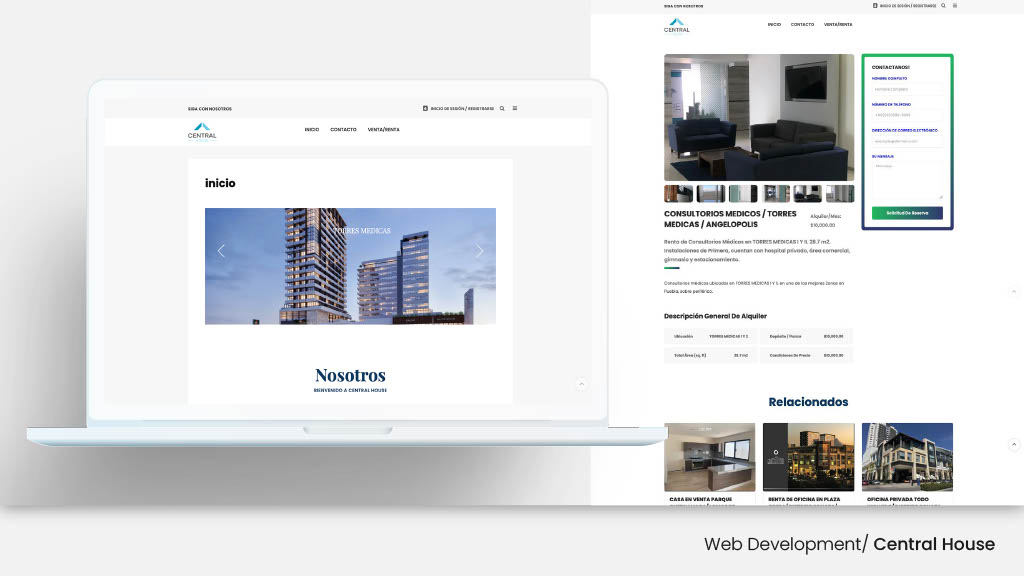 SIGA CON NOSOTROS
INICIO DE SESIÓN / REGISTRARSE
CENTRAL
INICIO
CONTACTO
VENTA/RENTA
inicio
TORRES MEDICAS
Nosotros
BIENVENIDO A CENTRAL HOUSE
SIGA CON NOSOTROS
INICIO DE SESIÓN / REGISTRARSE
CENTRAL
INICIO
CONTACTO
VENTA/RENTA
CONTACTANOS!
NOMBRE COMPLETO
NÚMERO DE TELÉFONO
DIRECCIÓN DE CORREO ELECTRÓNICO
SU MENSAJE
Solicitud De Reserva
CONSULTORIOS MEDICOS / TORRES
MEDICAS / ANGELOPOLIS
Alquiler/Mes:
$10,000.00
Renta de Consultorios Médicos en TORRES MEDICAS I Y II, 28.7 m2.
Instalaciones de Primera, cuentan con hospital privado, área comercial,
gimnasio y estacionamiento.
Consultorios médicos ubicados en TORRES MEDICAS I Y II, en una de las mejores Zonas en
Puebla, sobre periférico.
Descripción General De Alquiler
Ubicación
TORRES MEDICAS I Y II
Depósito / Fianza
$10,000.00
Total Área (sq. ft)
28.7 m2
Condiciones De Precio
$10,000.00
Relacionados
CASA EN VENTA PARQUE
RENTA DE OFICINA EN PLAZA
OFICINA PRIVADA TODO
Web Development/ Central House